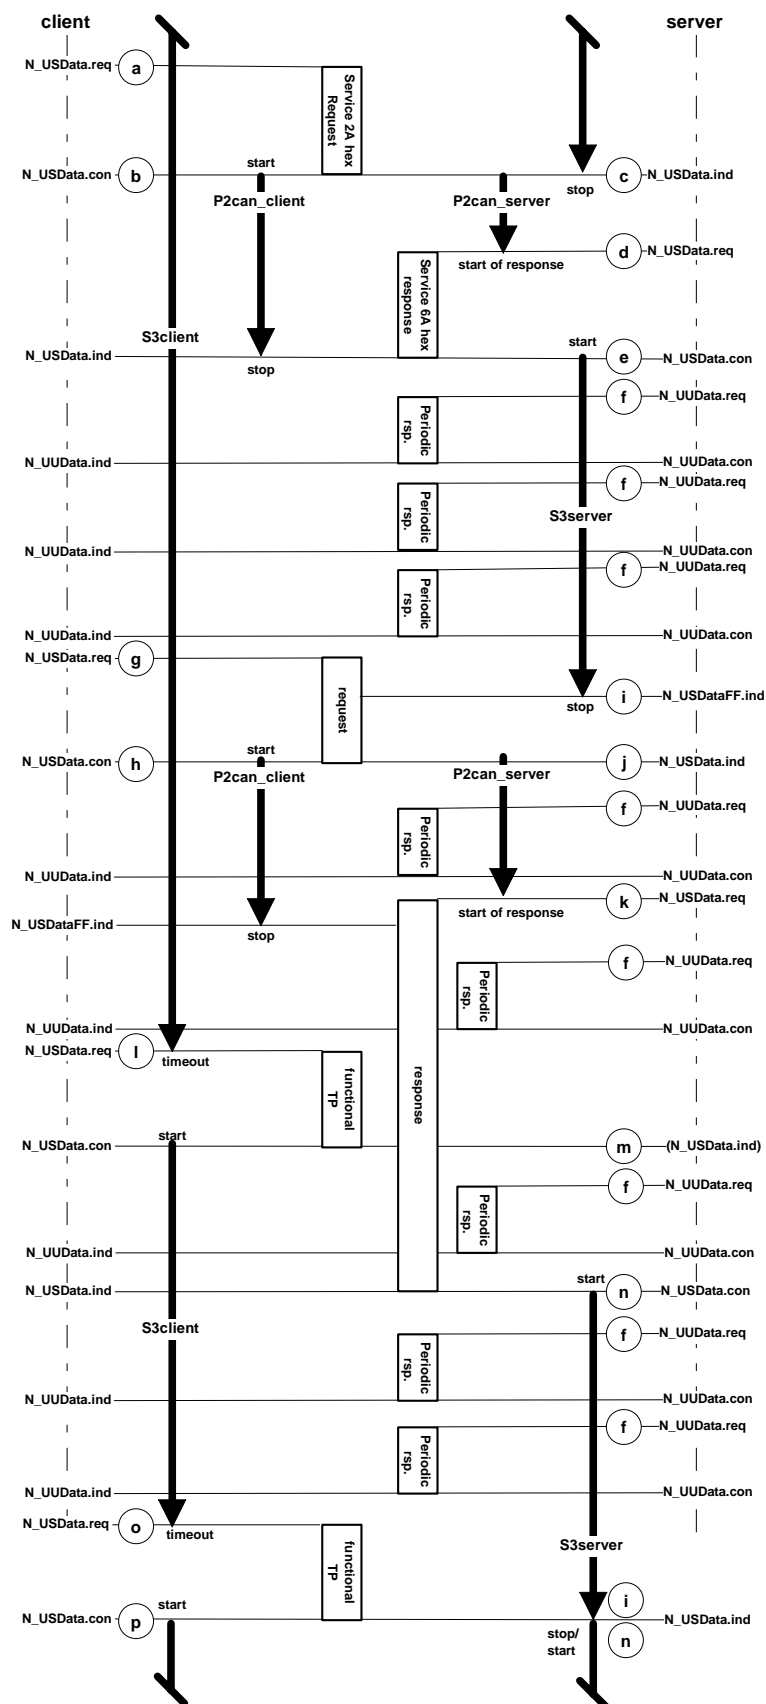 client
server
N_USData.req
a
Service 2A hex
Request
N_USData.con
b
start
stop
c
N_USData.ind
P2can_client
P2can_server
start of response
d
N_USData.req
Service 6A hex
response
S3client
start
N_USData.ind
stop
e
N_USData.con
f
N_UUData.req
Periodic
rsp.
N_UUData.ind
N_UUData.con
f
N_UUData.req
Periodic
rsp.
S3server
N_UUData.ind
N_UUData.con
f
N_UUData.req
Periodic
rsp.
N_UUData.ind
N_UUData.con
N_USData.req
g
request
stop
i
N_USDataFF.ind
start
N_USData.con
h
j
N_USData.ind
P2can_client
P2can_server
f
N_UUData.req
Periodic
rsp.
N_UUData.ind
N_UUData.con
k
N_USData.req
start of response
N_USDataFF.ind
stop
f
N_UUData.req
Periodic
rsp.
N_UUData.ind
N_UUData.con
N_USData.req
l
timeout
response
functional
TP
start
N_USData.con
m
(N_USData.ind)
f
N_UUData.req
Periodic
rsp.
N_UUData.ind
N_UUData.con
start
N_USData.ind
n
N_USData.con
S3client
f
N_UUData.req
Periodic
rsp.
N_UUData.ind
N_UUData.con
f
N_UUData.req
Periodic
rsp.
N_UUData.ind
N_UUData.con
N_USData.req
o
timeout
functional
TP
S3server
start
i
N_USData.con
p
N_USData.ind
stop/
start
n